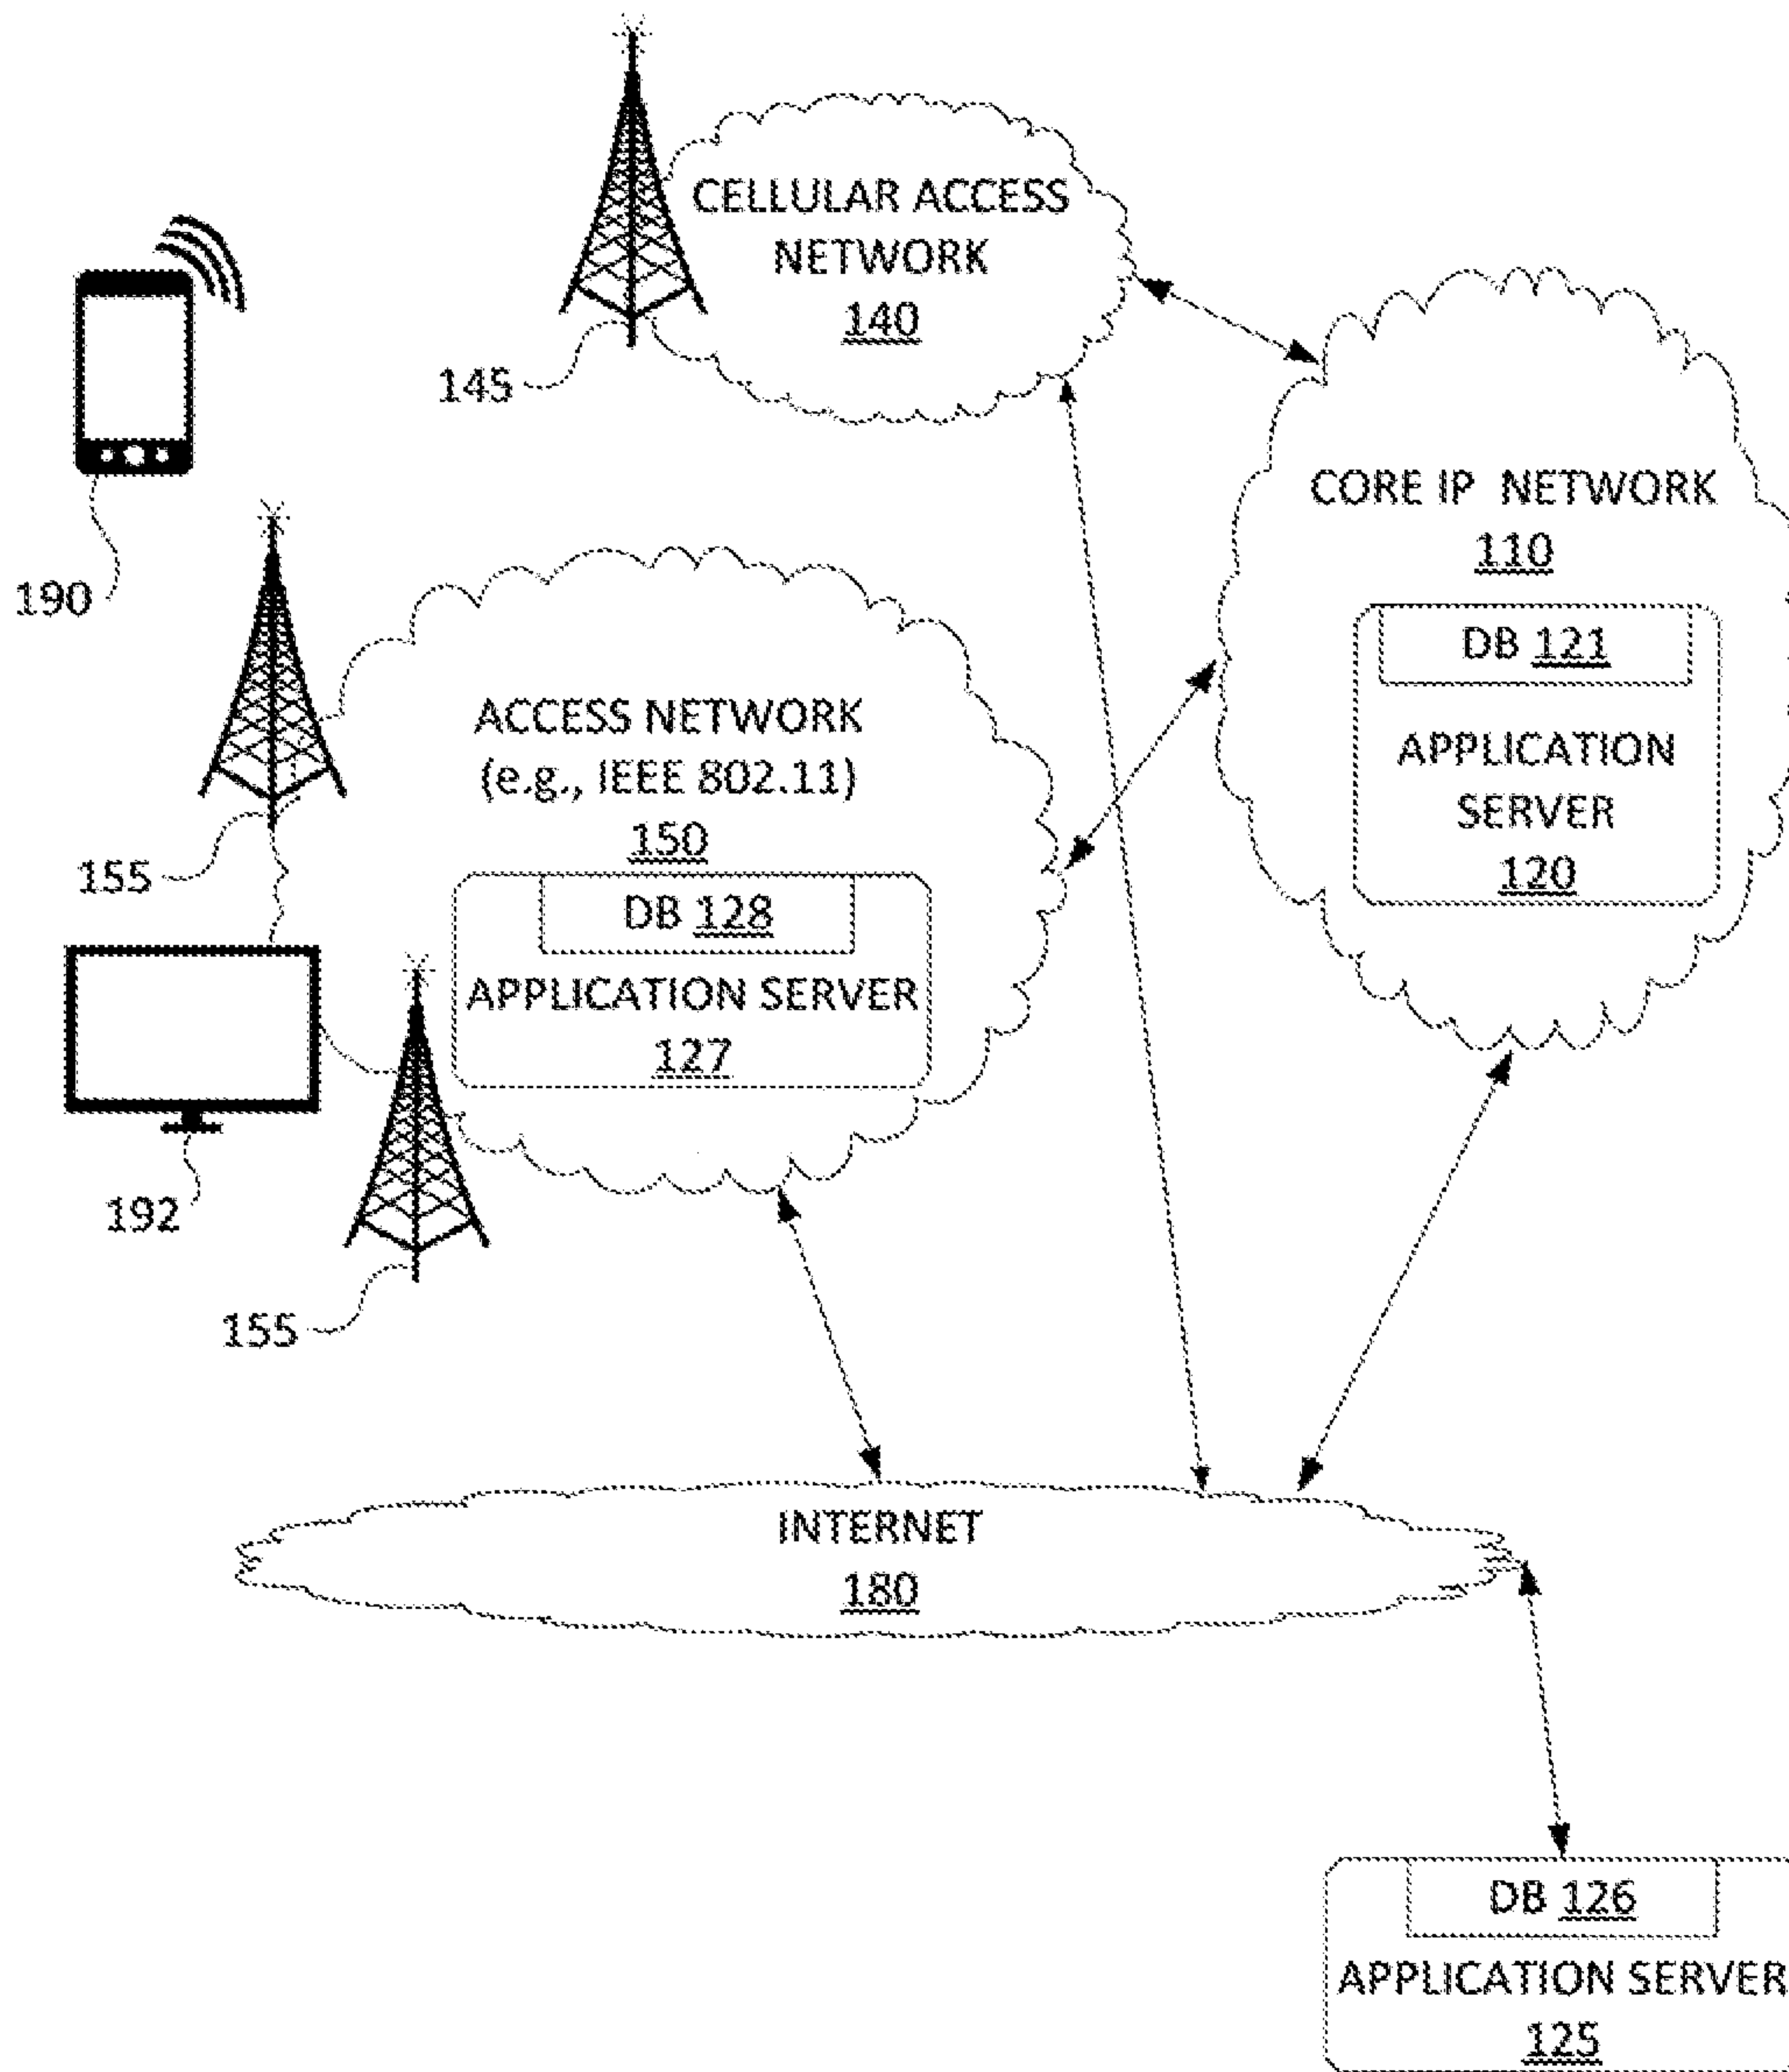 CELLULAR ACCESS
NETWORK
140
145
190
CORE IP NETWORK
110
DB 121
APPLICATION
SERVER
120
ACCESS NETWORK
(e.g., IEEE 802.11)
150
155
DB 128
APPLICATION SERVER
127
192
155
INTERNET
180
DB 126
APPLICATION SERVER
125